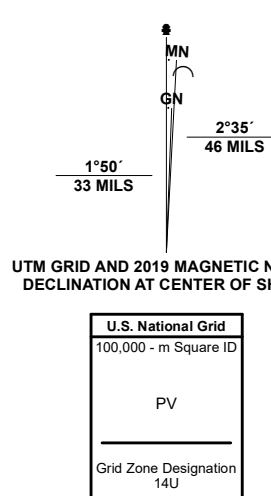 MN
GN
2°35´
46 MILS
1°50´
33 MILS
UTM GRID AND 2019 MAGNETIC N
DECLINATION AT CENTER OF SH
U.S. National Grid
100,000 - m Square ID
PV
Grid Zone Designation
14U